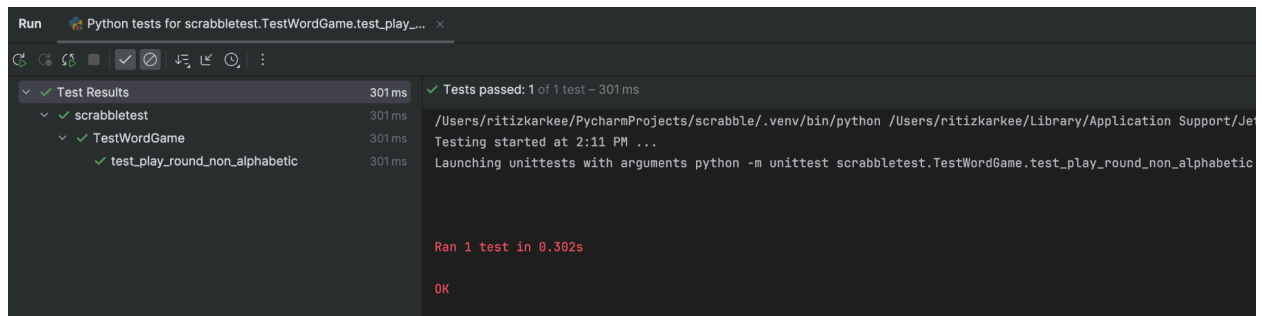 Run Python tests for scrabbletest.TestWordGame.test_play_... ×
Test Results 301 ms
Tests passed: 1 of 1 test – 301 ms
scrabbletest 301 ms
TestWordGame 301 ms
test_play_round_non_alphabetic 301 ms
/Users/ritizkarkee/PycharmProjects/scrabble/.venv/bin/python /Users/ritizkarkee/Library/Application Support/Jet
Testing started at 2:11 PM ...
Launching unittests with arguments python -m unittest scrabbletest.TestWordGame.test_play_round_non_alphabetic
Ran 1 test in 0.302s
OK